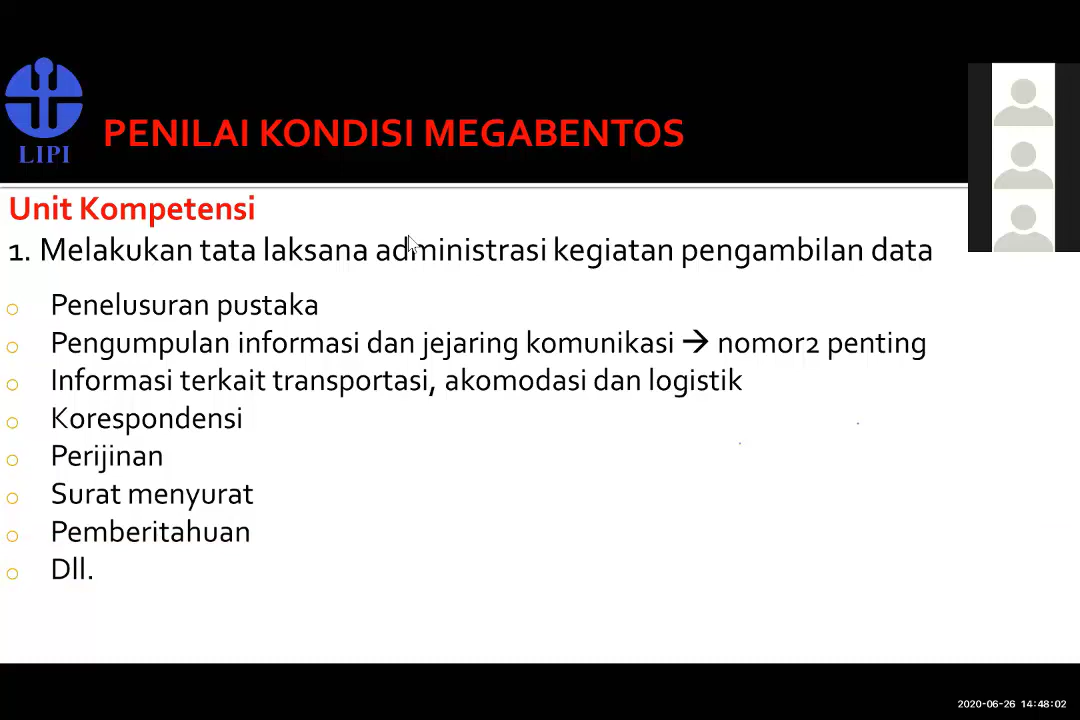 LIPI
PENILAI KONDISI MEGABENTOS
Unit Kompetensi
1. Melakukan tata laksana administrasi kegiatan pengambilan data
Penelusuran pustaka
Pengumpulan informasi dan jejaring komunikasi → nomor2 penting
Informasi terkait transportasi, akomodasi dan logistik
Korespondensi
Perijinan
Surat menyurat
Pemberitahuan
Dll.
2020-06-26 14:48:02